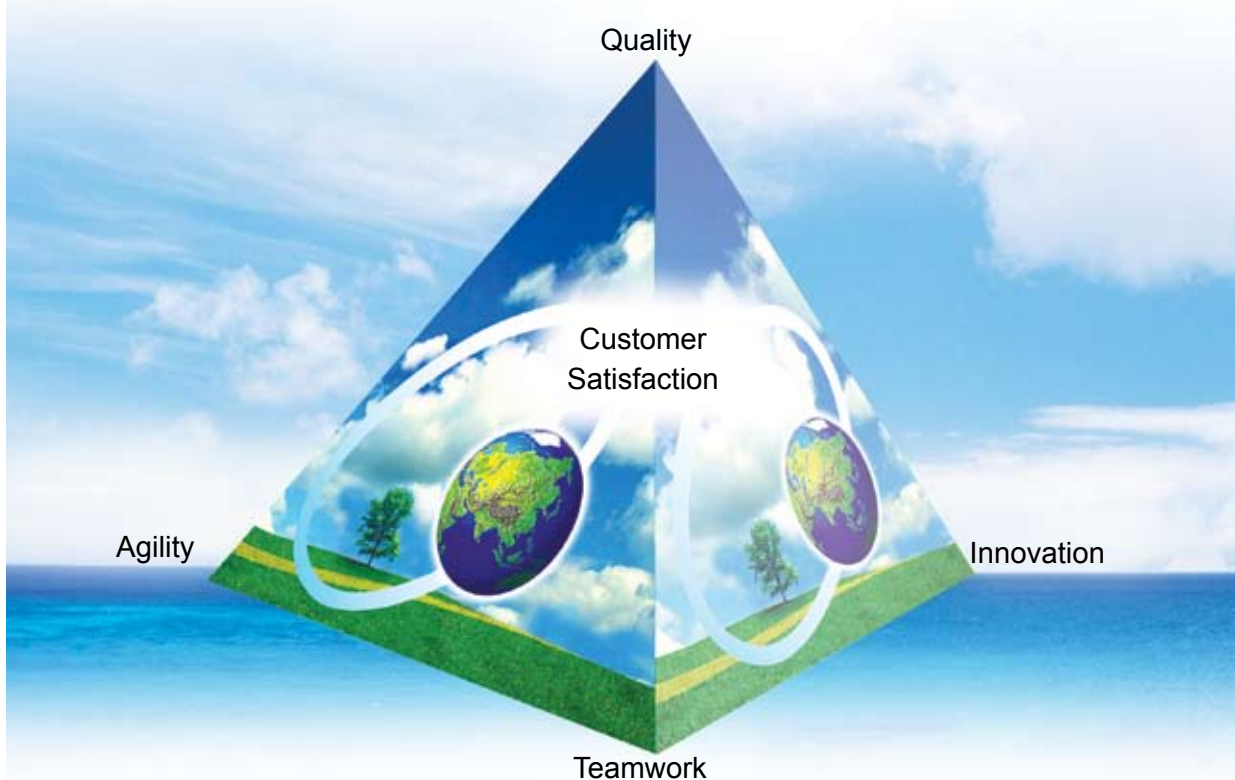 Quality
Customer
Satisfaction
Agility
Innovation
Teamwork